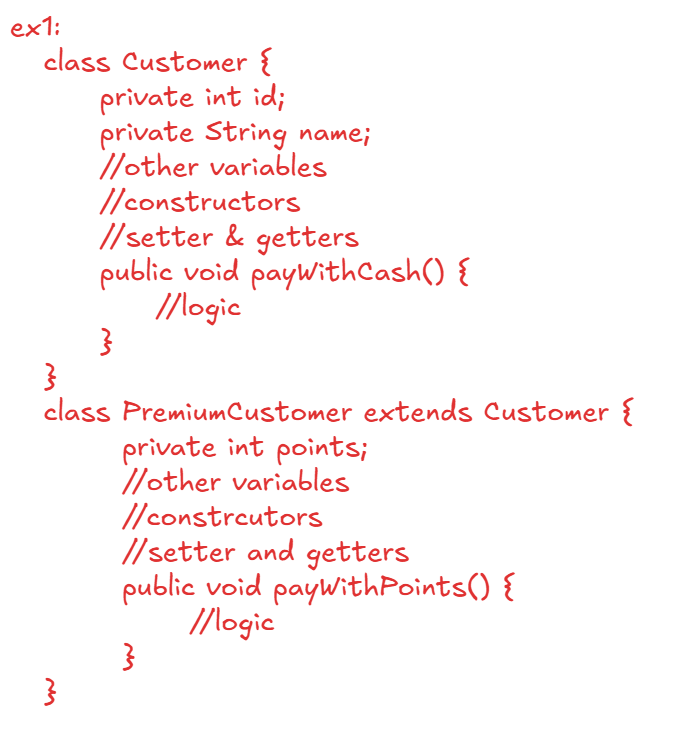 ex1:
class Customer {
private int id;
private String name;
//other variables
//constructors
//setter & getters
public void payWithCash() {
//logic
}
}
class PremiumCustomer extends Customer {
private int points;
//other variables
//constrcutors
//setter and getters
public void payWithPoints() {
//logic
}
}